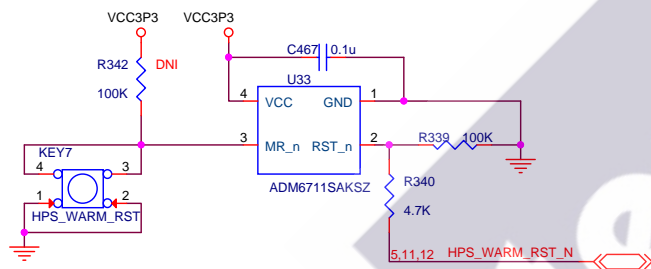 VCC3P3 VCC3P3
C467 0.1u
R342 DNI
U33
100K
4 VCC GND 1
R339 100K
3 MR_n RST_n 2
KEY7
4 3
R340
ADM6711SAKSZ
1 2
4.7K
HPS_WARM_RST
5,11,12 HPS_WARM_RST_N